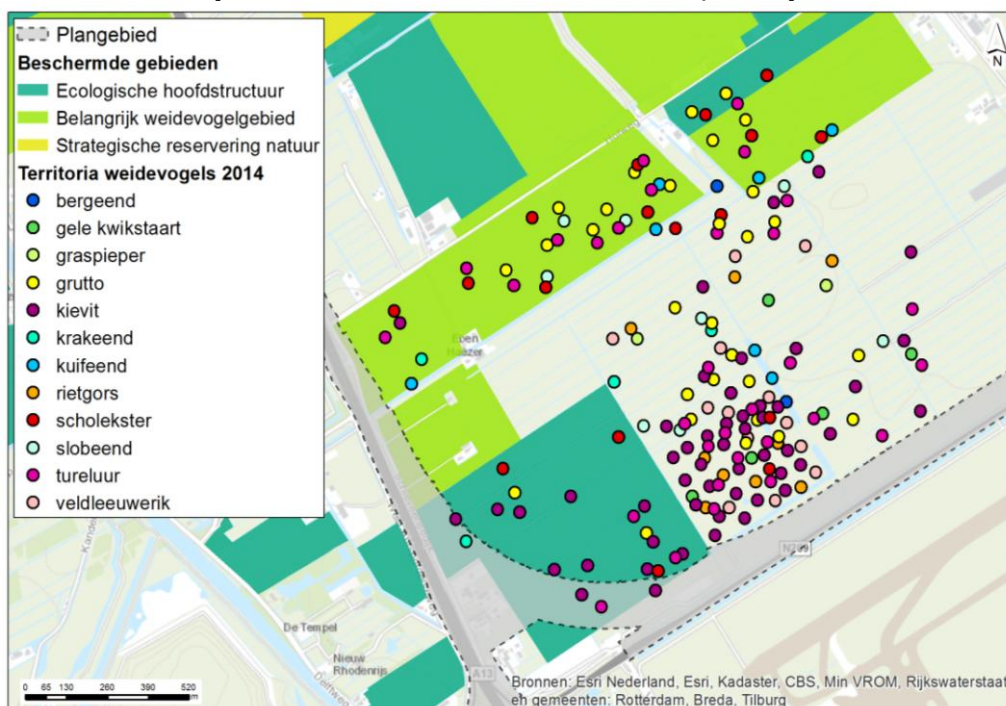 Plangebied
Beschermde gebieden
Ecologische hoofdstructuur
Belangrijk weidevogelgebied
Strategische reservering natuur
Territoria weidevogels 2014
bergeend
gele kwikstaart
graspieper
grutto
kievit
krakeend
kuifeend
rietgors
scholekster
slobeend
tureluur
veldleeuwerik
N
Eben
Haëzer
N209
De Tempel
Nieuw
Rhodenrijs
A13
0 65 130 260 390 520
m
Bronnen: Esri Nederland, Esri, Kadaster, CBS, Min VROM, Rijkswaterstaat
en gemeenten: Rotterdam, Breda, Tilburg